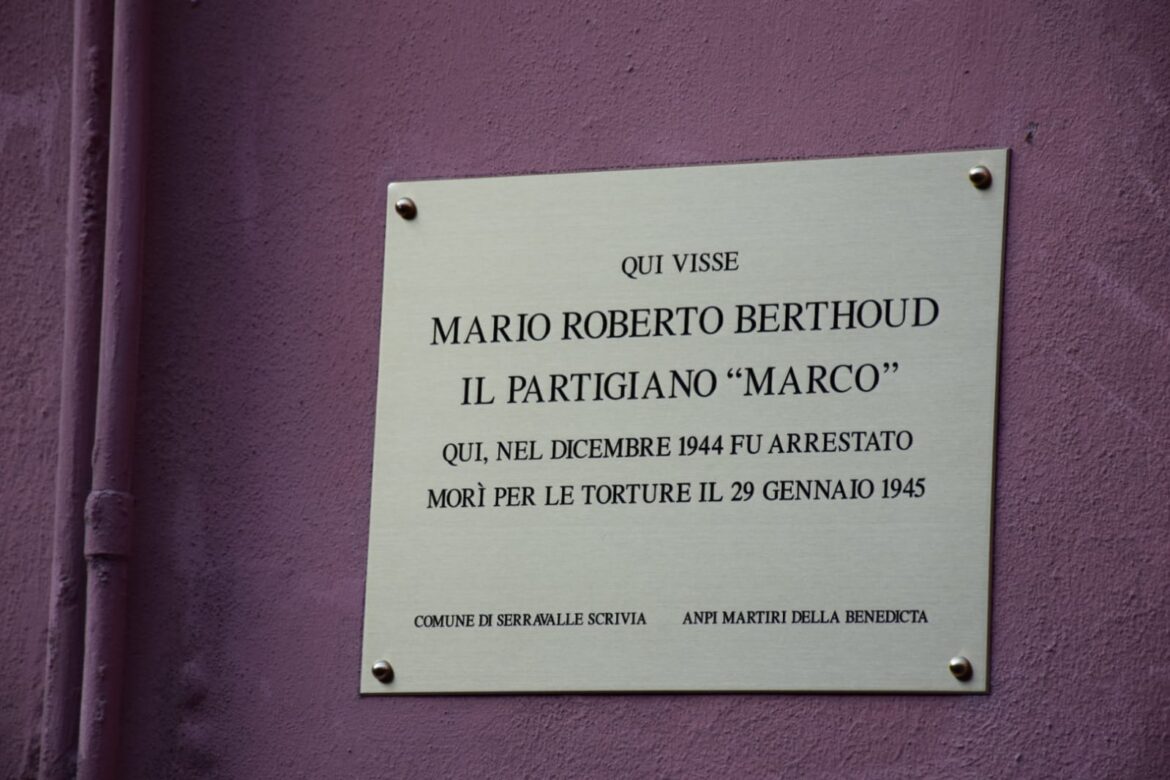 QUI VISSE
MARIO ROBERTO BERTHOUD
IL PARTIGIANO “MARCO”
QUI, NEL DICEMBRE 1944 FU ARRESTATO
MORÌ PER LE TORTURE IL 29 GENNAIO 1945
COMUNE DI SERRAVALLE SCRIVIA ANPI MARTIRI DELLA BENEDICTA